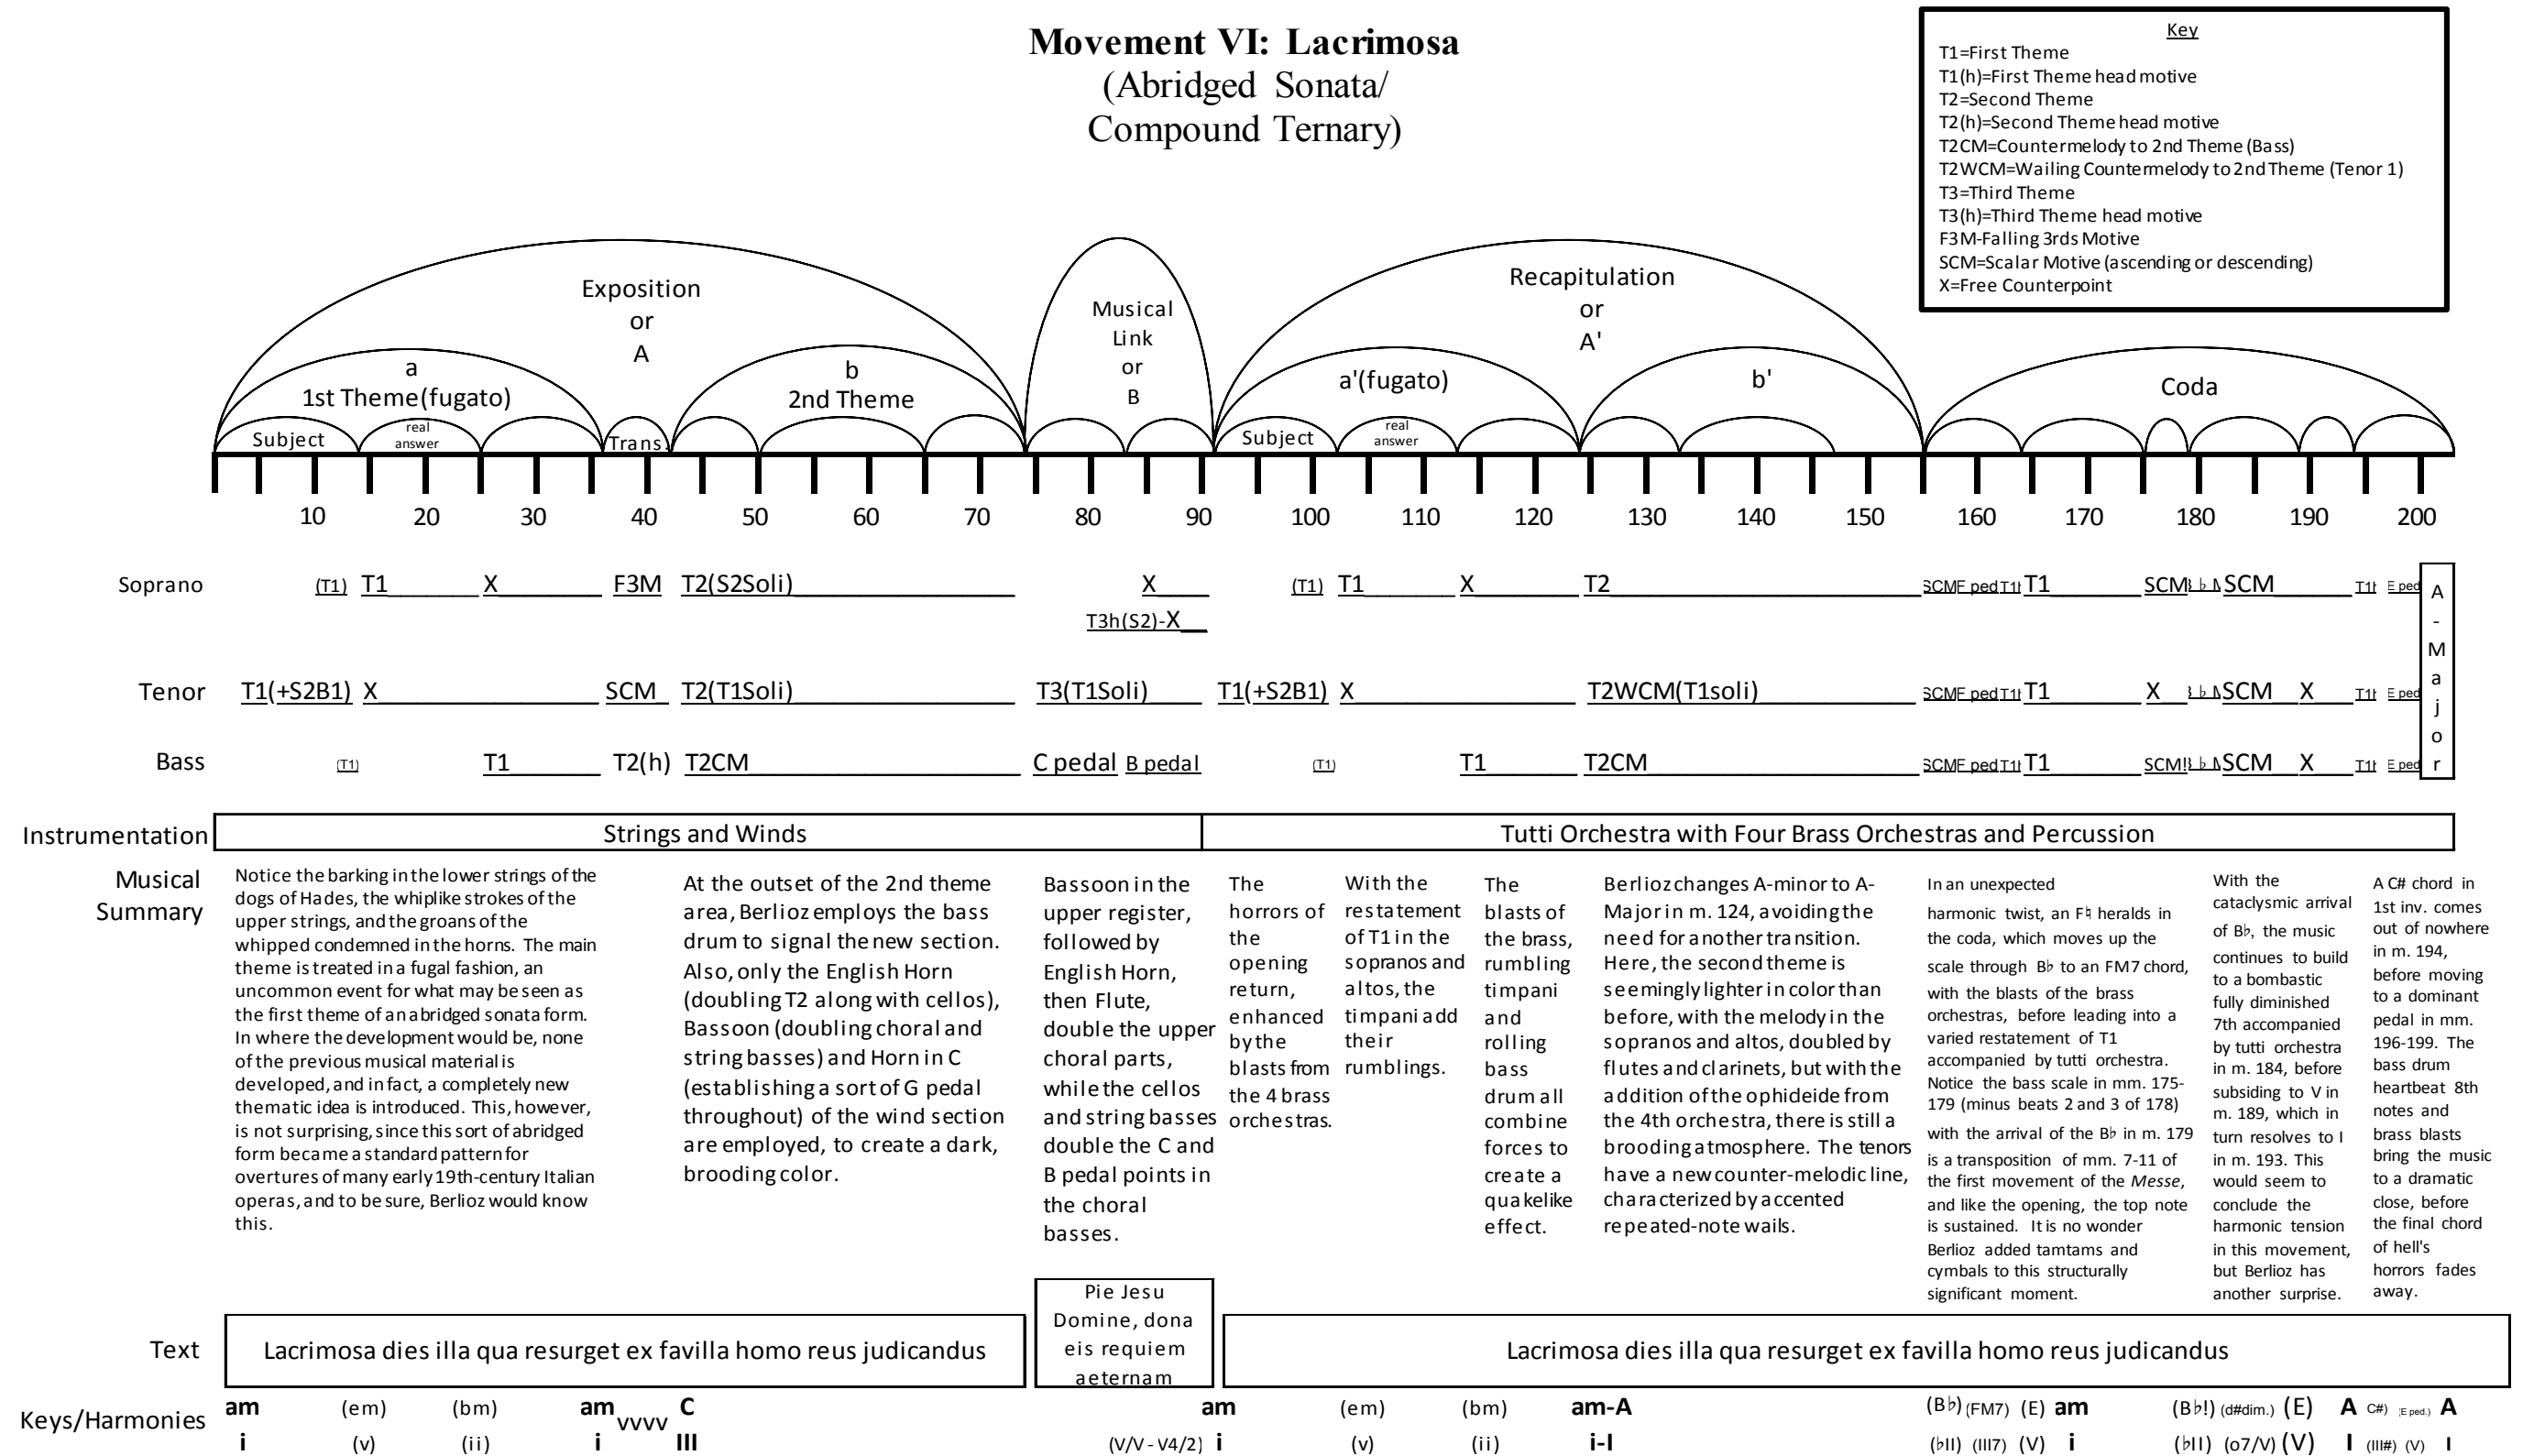 Movement VI: Lacrimosa
(Abridged Sonata/
Compound Ternary)
Key
T1=First Theme
T1(h)=First Theme head motive
T2=Second Theme
T2(h)=Second Theme head motive
T2CM=Countermelody to 2nd Theme (Bass)
T2WCM=Wailing Countermelody to 2nd Theme (Tenor 1)
T3=Third Theme
T3(h)=Third Theme head motive
F3M-Falling 3rds Motive
SCM=Scalar Motive (ascending or descending)
X=Free Counterpoint
Exposition
or
A
a
1st Theme(fugato)
Subject
real
answer
Trans.
b
2nd Theme
Musical
Link
or
B
Recapitulation
or
A'
a'(fugato)
Subject
real
answer
b'
Coda
10 20 30 40 50 60 70 80 90 100 110 120 130 140 150 160 170 180 190 200
Soprano (T1) T1 X F3M T2(S2Soli) X (T1) T1 X T2 SCM E ped T1 T1 SCM SCM T1 E ped
T3h(S2)-X
Tenor T1(+S2B1) X SCM T2(T1Soli) T3(T1Soli) T1(+S2B1) X T2WCM(T1soli) SCM E ped T1 T1 X SCM X T1 E ped
Bass (T1) T1 T2(h) T2CM C pedal B pedal (T1) T1 T2CM SCM E ped T1 T1 SCM SCM X T1 E ped
A
-
M
a
j
o
r
Instrumentation
Strings and Winds
Tutti Orchestra with Four Brass Orchestras and Percussion
Musical
Summary
Notice the barking in the lower strings of the
dogs of Hades, the whiplike strokes of the
upper strings, and the groans of the
whipped condemned in the horns. The main
theme is treated in a fugal fashion, an
uncommon event for what may be seen as
the first theme of an abridged sonata form.
In where the development would be, none
of the previous musical material is
developed, and in fact, a completely new
thematic idea is introduced. This, however,
is not surprising, since this sort of abridged
form became a standard pattern for
overtures of many early 19th-century Italian
operas, and to be sure, Berlioz would know
this.
At the outset of the 2nd theme
area, Berlioz employs the bass
drum to signal the new section.
Also, only the English Horn
(doubling T2 along with cellos),
Bassoon (doubling choral and
string basses) and Horn in C
(establishing a sort of G pedal
throughout) of the wind section
are employed, to create a dark,
brooding color.
Bassoon in the
upper register,
followed by
English Horn,
then Flute,
double the upper
choral parts,
while the cellos
and string basses
double the C and
B pedal points in
the choral
basses.
The
horrors of
the
opening
return,
enhanced
by the
blasts from
the 4 brass
orchestras.
With the
restatement
of T1 in the
sopranos and
altos, the
timpani add
their
rumblings.
The
blasts of
the brass,
rumbling
timpani
and
rolling
bass
drum all
combine
forces to
create a
quakelike
effect.
Berlioz changes A-minor to A-
Major in m. 124, avoiding the
need for another transition.
Here, the second theme is
seemingly lighter in color than
before, with the melody in the
sopranos and altos, doubled by
flutes and clarinets, but with the
addition of the ophideide from
the 4th orchestra, there is still a
brooding atmosphere. The tenors
have a new counter-melodic line,
characterized by accented
repeated-note wails.
In an unexpected
harmonic twist, an F♮ heralds in
the coda, which moves up the
scale through B♭ to an FM7 chord,
with the blasts of the brass
orchestras, before leading into a
varied restatement of T1
accompanied by tutti orchestra.
Notice the bass scale in mm. 175-
179 (minus beats 2 and 3 of 178)
with the arrival of the B♭ in m. 179
is a transposition of mm. 7-11 of
the first movement of the Messe,
and like the opening, the top note
is sustained. It is no wonder
Berlioz added tamtams and
cymbals to this structurally
significant moment.
With the
cataclysmic arrival
of B♭, the music
continues to build
to a bombastic
fully diminished
7th accompanied
by tutti orchestra
in m. 184, before
subsiding to V in
m. 189, which in
turn resolves to I
in m. 193. This
would seem to
conclude the
harmonic tension
in this movement,
but Berlioz has
another surprise.
A C# chord in
1st inv. comes
out of nowhere
in m. 194,
before moving
to a dominant
pedal in mm.
196-199. The
bass drum
heartbeat 8th
notes and
brass blasts
bring the music
to a dramatic
close, before
the final chord
of hell's
horrors fades
away.
Text
Lacrimosa dies illa qua resurget ex favilla homo reus judicandus
Pie Jesu
Domine, dona
eis requiem
aeternam
Lacrimosa dies illa qua resurget ex favilla homo reus judicandus
Keys/Harmonies
am (em) (bm) am vvvv C am (em) (bm) am-A (B♭) (FM7) (E) am (B♭!) (d#dim.) (E) A C#) (E ped.) A
i (v) (ii) i III (V/V - V4/2) i (v) (ii) i-I (♭II) (III7) (V) i (♭II) (o7/V) (V) I (III#) (V) I